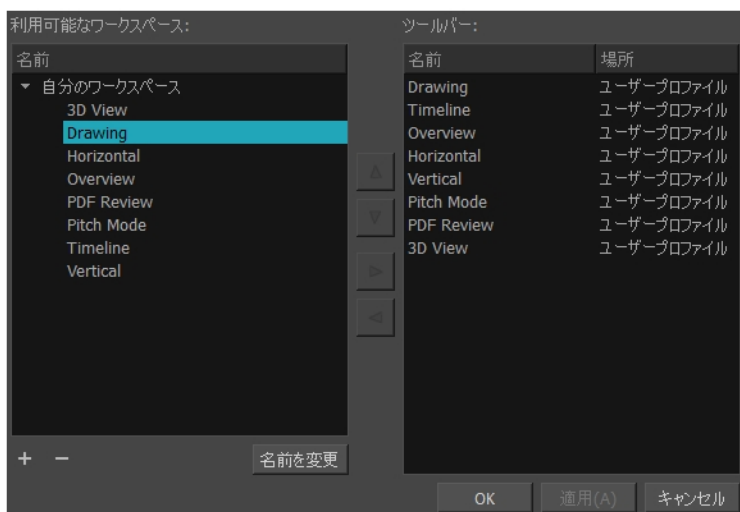 利用可能なワークスペース:
名前
自分のワークスペース
3D View
Drawing
Horizontal
Overview
PDF Review
Pitch Mode
Timeline
Vertical
名前を変更
ツールバー:
名前 場所
Drawing ユーザープロファイル
Timeline ユーザープロファイル
Overview ユーザープロファイル
Horizontal ユーザープロファイル
Vertical ユーザープロファイル
Pitch Mode ユーザープロファイル
PDF Review ユーザープロファイル
3D View ユーザープロファイル
OK 適用(A) キャンセル